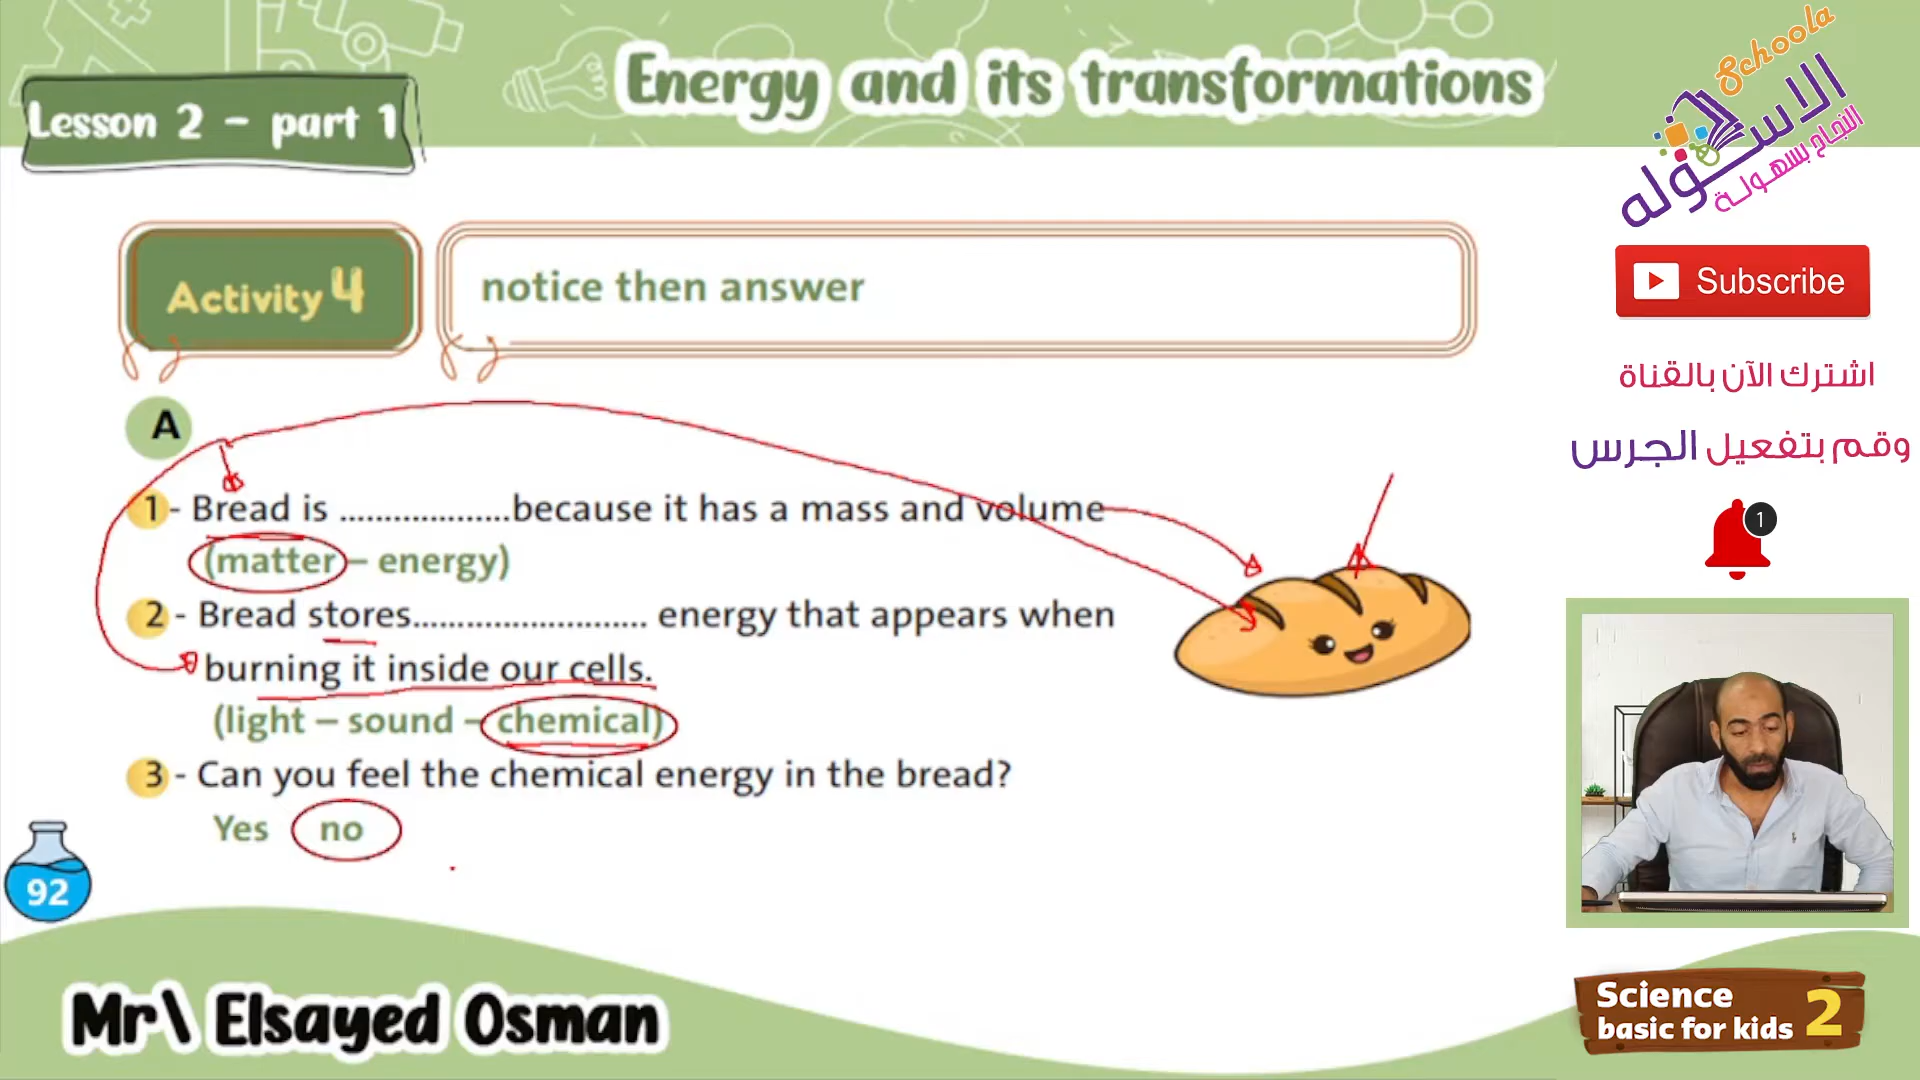 Lesson 2 - part 1
Energy and its transformations
Schoola
الاسكوله
النجاح بسهولة
Activity 4
notice then answer
Subscribe
اشترك الآن بالقناة
وقم بتفعيل الجرس
1
A
1 - Bread is ...................because it has a mass and volume
(matter – energy)
2 - Bread stores.......................... energy that appears when
burning it inside our cells.
(light – sound – chemical)
3 - Can you feel the chemical energy in the bread?
Yes no
92
Mr\ Elsayed Osman
Science
basic for kids 2